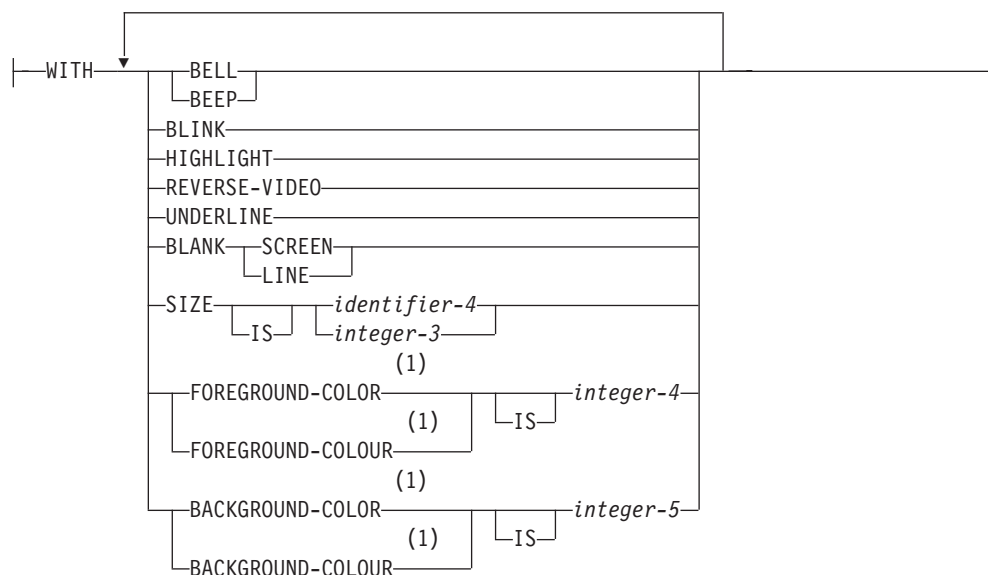 WITH BELL
BEEP
BLINK
HIGHLIGHT
REVERSE-VIDEO
UNDERLINE
BLANK SCREEN
LINE
SIZE identifier-4
IS integer-3
(1)
FOREGROUND-COLOR integer-4
(1) IS
FOREGROUND-COLOUR
(1)
BACKGROUND-COLOR integer-5
(1) IS
BACKGROUND-COLOUR